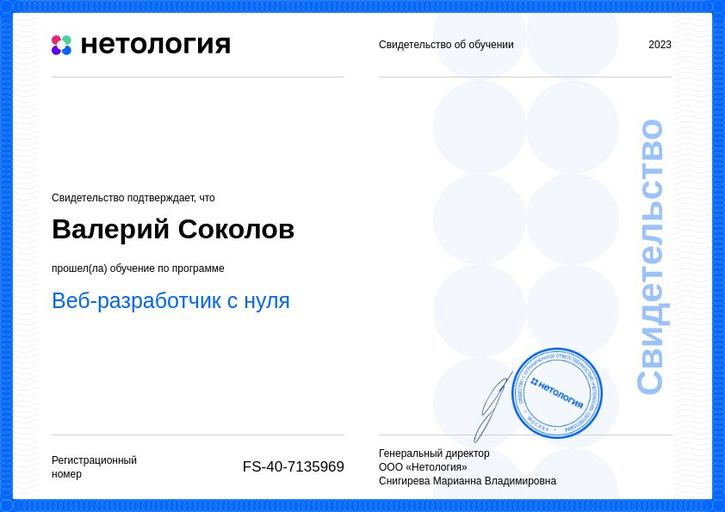 нетология
Свидетельство об обучении
2023
Свидетельство подтверждает, что
Валерий Соколов
прошел(ла) обучение по программе
Веб-разработчик с нуля
Свидетельство
нетология
МОСКВА
Регистрационный
номер
FS-40-7135969
Генеральный директор
ООО «Нетология»
Снигирева Марианна Владимировна